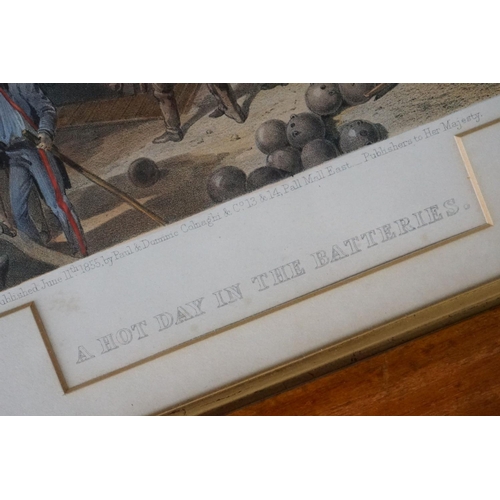 Published June 11th 1855, by Paul & Dominic Colnaghi & Co. 13 & 14, Pall Mall East _ Publishers to Her Majesty.
A HOT DAY IN THE BATTERIES.